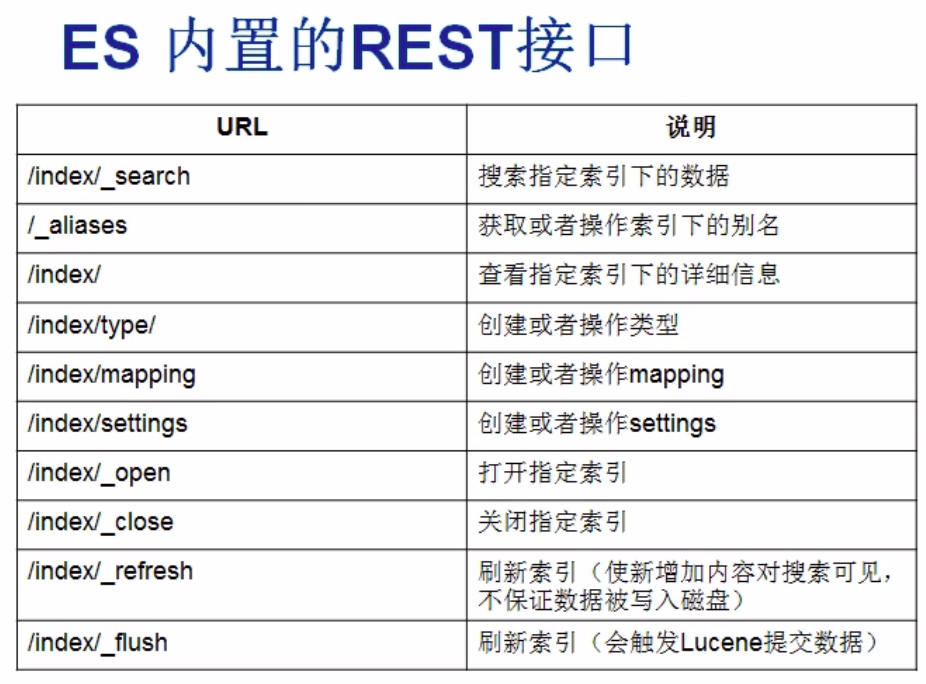 ES 内置的REST接口
URL 说明
/index/_search 搜索指定索引下的数据
/_aliases 获取或者操作索引下的别名
/index/ 查看指定索引下的详细信息
/index/type/ 创建或者操作类型
/index/mapping 创建或者操作mapping
/index/settings 创建或者操作settings
/index/_open 打开指定索引
/index/_close 关闭指定索引
/index/_refresh 刷新索引（使新增加内容对搜索可见，
不保证数据被写入磁盘）
/index/_flush 刷新索引（会触发Lucene提交数据）